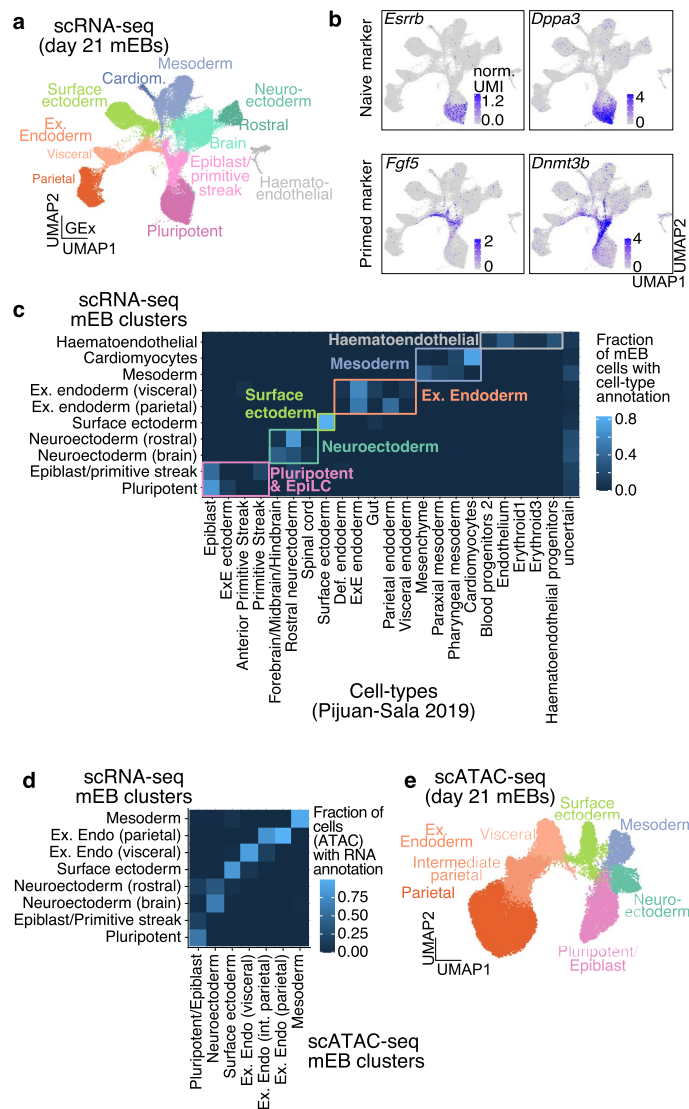 a
scRNA-seq
(day 21 mEBs)
Mesoderm
Cardiom.
Surface
ectoderm
Neuro-
ectoderm
Ex.
Endoderm
Rostral
Brain
Visceral
Epiblast/
primitive
streak
Parietal
Haemato-
endothelial
Pluripotent
UMAP2
GEx
UMAP1
b
Naive marker
Esrrb
norm.
UMI
1.2
0.0
Dppa3
4
0
Primed marker
Fgf5
2
0
Dnmt3b
4
0
UMAP2
UMAP1
c
scRNA-seq
mEB clusters
Haematoendothelial
Cardiomyocytes
Mesoderm
Ex. endoderm (visceral)
Ex. endoderm (parietal)
Surface ectoderm
Neuroectoderm (rostral)
Neuroectoderm (brain)
Epiblast/primitive streak
Pluripotent
Haematoendothelial
Mesoderm
Ex. Endoderm
Surface
ectoderm
Neuroectoderm
Pluripotent
& EpiLC
Fraction
of mEB
cells with
cell-type
annotation
0.8
0.4
0.0
Epiblast
ExE ectoderm
Anterior Primitive Streak
Primitive Streak
Forebrain/Midbrain/Hindbrain
Rostral neurectoderm
Spinal cord
Surface ectoderm
Def. endoderm
ExE endoderm
Gut
Parietal endoderm
Visceral endoderm
Mesenchyme
Paraxial mesoderm
Pharyngeal mesoderm
Cardiomyocytes
Blood progenitors 2
Endothelium
Erythroid1
Erythroid3
Haematoendothelial progenitors
uncertain
Cell-types
(Pijuan-Sala 2019)
d
scRNA-seq
mEB clusters
Mesoderm
Ex. Endo (parietal)
Ex. Endo (visceral)
Surface ectoderm
Neuroectoderm (rostral)
Neuroectoderm (brain)
Epiblast/Primitive streak
Pluripotent
Fraction of
cells
(ATAC)
with RNA
annotation
0.75
0.50
0.25
0.00
Pluripotent/Epiblast
Neuroectoderm
Surface ectoderm
Ex. Endo (visceral)
Ex. Endo (int. parietal)
Ex. Endo (parietal)
Mesoderm
scATAC-seq
mEB clusters
e
scATAC-seq
(day 21 mEBs)
Surface
ectoderm
Ex.
Endoderm
Visceral
Mesoderm
Intermediate
parietal
Parietal
Neuro-
ectoderm
Pluripotent/
Epiblast
UMAP2
UMAP1